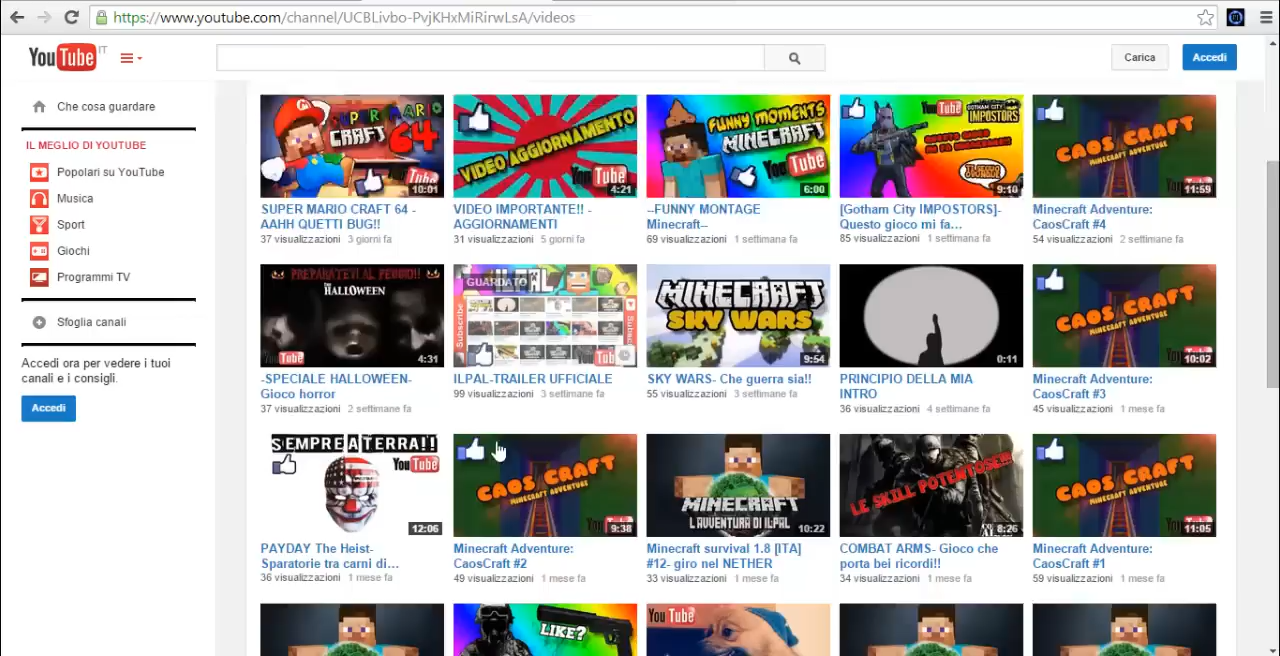 https://www.youtube.com/channel/UCBLivbo-PvjKHxMiRirwLsA/videos
YouTube IT
Carica
Accedi
Che cosa guardare
IL MEGLIO DI YOUTUBE
Popolari su YouTube
Musica
Sport
Giochi
Programmi TV
Sfoglia canali
Accedi ora per vedere i tuoi
canali e i consigli.
Accedi
SUPER MARIO
CRAFT 64
10:01
SUPER MARIO CRAFT 64 -
AAHH QUETTI BUG!!
37 visualizzazioni 3 giorni fa
VIDEO AGGIORNAMENTO
YouTube
4:21
VIDEO IMPORTANTE!! -
AGGIORNAMENTI
31 visualizzazioni 5 giorni fa
FUNNY MOMENTS
MINECRAFT
YouTube
6:00
--FUNNY MONTAGE
Minecraft--
69 visualizzazioni 1 settimana fa
YouTube
GOTHAM CITY
IMPOSTORS
9:10
[Gotham City IMPOSTORS]-
Questo gioco mi fa...
85 visualizzazioni 1 settimana fa
CAOS CRAFT
MINECRAFT ADVENTURE
11:59
Minecraft Adventure:
CaosCraft #4
54 visualizzazioni 2 settimane fa
PREPARATEVI AL PEGGIO!!
HALLOWEEN
YouTube
4:31
-SPECIALE HALLOWEEN-
Gioco horror
37 visualizzazioni 2 settimane fa
GUARDATO
ILPAL
Subscribe
ILPAL-TRAILER UFFICIALE
99 visualizzazioni 3 settimane fa
MINECRAFT
SKY WARS
9:54
SKY WARS- Che guerra sia!!
55 visualizzazioni 3 settimane fa
0:11
PRINCIPIO DELLA MIA
INTRO
36 visualizzazioni 4 settimane fa
CAOS CRAFT
MINECRAFT ADVENTURE
10:02
Minecraft Adventure:
CaosCraft #3
45 visualizzazioni 1 mese fa
SEMPRE A TERRA!!
YouTube
12:06
PAYDAY The Heist-
Sparatorie tra carni di...
36 visualizzazioni 1 mese fa
CAOS CRAFT
MINECRAFT ADVENTURE
9:38
Minecraft Adventure:
CaosCraft #2
49 visualizzazioni 1 mese fa
MINECRAFT
L'AVVENTURA DI ILPAL
10:22
Minecraft survival 1.8 [ITA]
#12- giro nel NETHER
33 visualizzazioni 1 mese fa
LE SKILL POTENTOSE!!!
8:26
COMBAT ARMS- Gioco che
porta bei ricordi!!
34 visualizzazioni 1 mese fa
CAOS CRAFT
MINECRAFT ADVENTURE
11:05
Minecraft Adventure:
CaosCraft #1
59 visualizzazioni 1 mese fa
LIKE?
YouTube